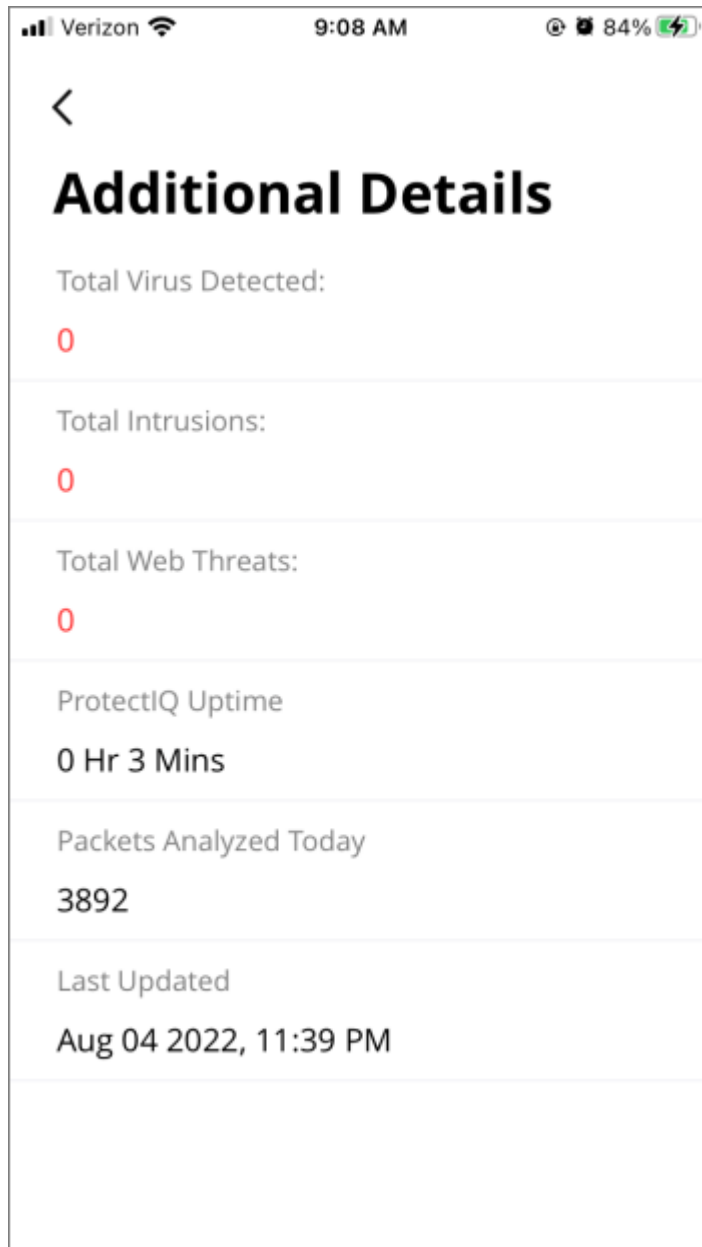 Verizon 9:08 AM 84%
Additional Details
Total Virus Detected:
0
Total Intrusions:
0
Total Web Threats:
0
ProtectIQ Uptime
0 Hr 3 Mins
Packets Analyzed Today
3892
Last Updated
Aug 04 2022, 11:39 PM